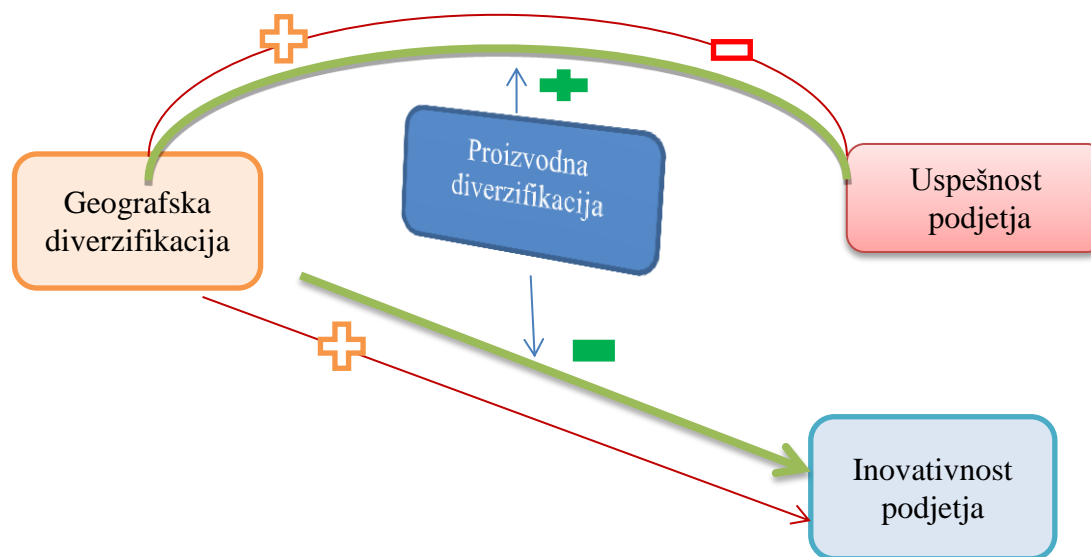 Proizvodna
diverzifikacija
Geografska
diverzifikacija
Uspešnost
podjetja
Inovativnost
podjetja